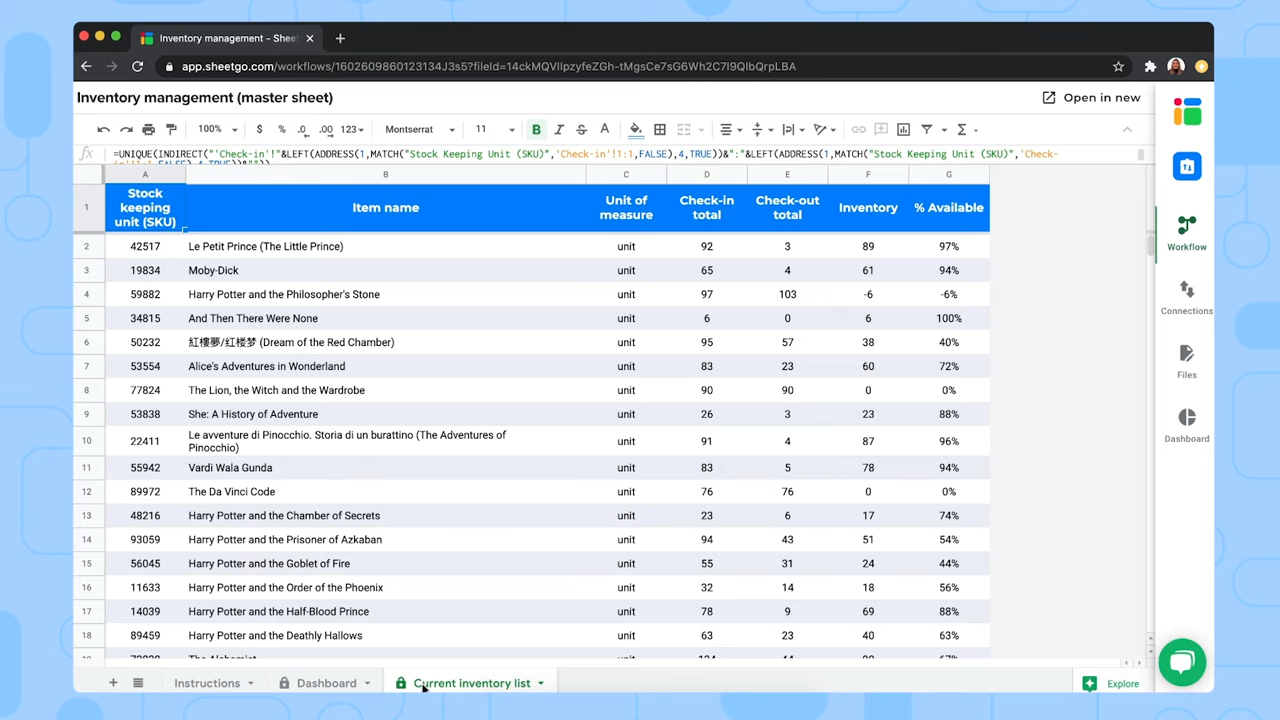 Inventory management - Shee
app.sheetgo.com/workflows/1602609860123134J3s5?fileId=14ckMQVIIpzyfeZGh-tMgsCe7sG6Wh2C7l9QIbQrpLBA
Inventory management (master sheet)
Open in new
100% $ % .0 .00 123 Montserrat 11 B I S A
fx =UNIQUE(INDIRECT("'Check-in'!"&LEFT(ADDRESS(1,MATCH("Stock Keeping Unit (SKU)",'Check-in'!1:1,FALSE),4,TRUE))&":"&LEFT(ADDRESS(1,MATCH("Stock Keeping Unit (SKU)",'Check-
A B C D E F G
1 Stock keeping unit (SKU) Item name Unit of measure Check-in total Check-out total Inventory % Available
2 42517 Le Petit Prince (The Little Prince) unit 92 3 89 97%
3 19834 Moby-Dick unit 65 4 61 94%
4 59882 Harry Potter and the Philosopher's Stone unit 97 103 -6 -6%
5 34815 And Then There Were None unit 6 0 6 100%
6 50232 紅樓夢/红楼梦 (Dream of the Red Chamber) unit 95 57 38 40%
7 53554 Alice's Adventures in Wonderland unit 83 23 60 72%
8 77824 The Lion, the Witch and the Wardrobe unit 90 90 0 0%
9 53838 She: A History of Adventure unit 26 3 23 88%
10 22411 Le avventure di Pinocchio. Storia di un burattino (The Adventures of Pinocchio) unit 91 4 87 96%
11 55942 Vardi Wala Gunda unit 83 5 78 94%
12 89972 The Da Vinci Code unit 76 76 0 0%
13 48216 Harry Potter and the Chamber of Secrets unit 23 6 17 74%
14 93059 Harry Potter and the Prisoner of Azkaban unit 94 43 51 54%
15 56045 Harry Potter and the Goblet of Fire unit 55 31 24 44%
16 11633 Harry Potter and the Order of the Phoenix unit 32 14 18 56%
17 14039 Harry Potter and the Half-Blood Prince unit 78 9 69 88%
18 89459 Harry Potter and the Deathly Hallows unit 63 23 40 63%
Instructions
Dashboard
Current inventory list
Explore
Workflow
Connections
Files
Dashboard